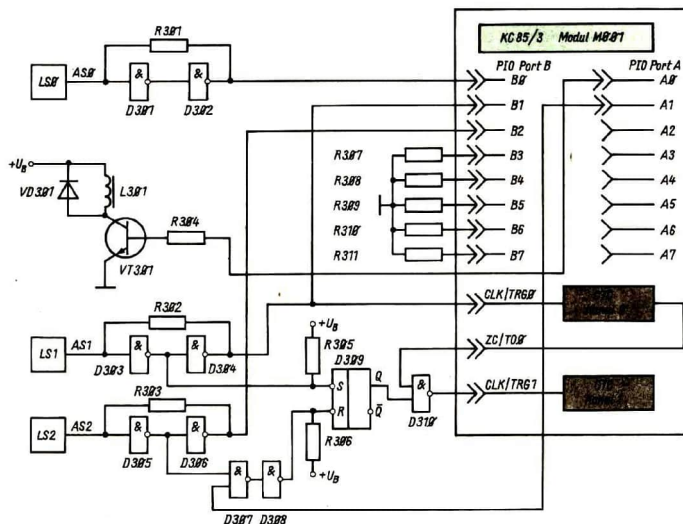 R301
KC85/3 Modul M001
PIO Port B
PIO Port A
LS0
AS0
&
&
D301
D302
B0
A0
B1
A1
B2
A2
+UB
R307
B3
A3
VD301
L301
R308
B4
A4
R304
R309
B5
A5
R310
B6
A6
VT301
R311
B7
A7
R302
CLK/TRG0
+UB
LS1
AS1
&
&
R305
D303
D304
D309
ZC/TO0
R303
S
Q
&
CLK/TRG1
LS2
AS2
&
&
R
Q̅
D310
D305
D306
R306
&
&
+UB
D307
D308